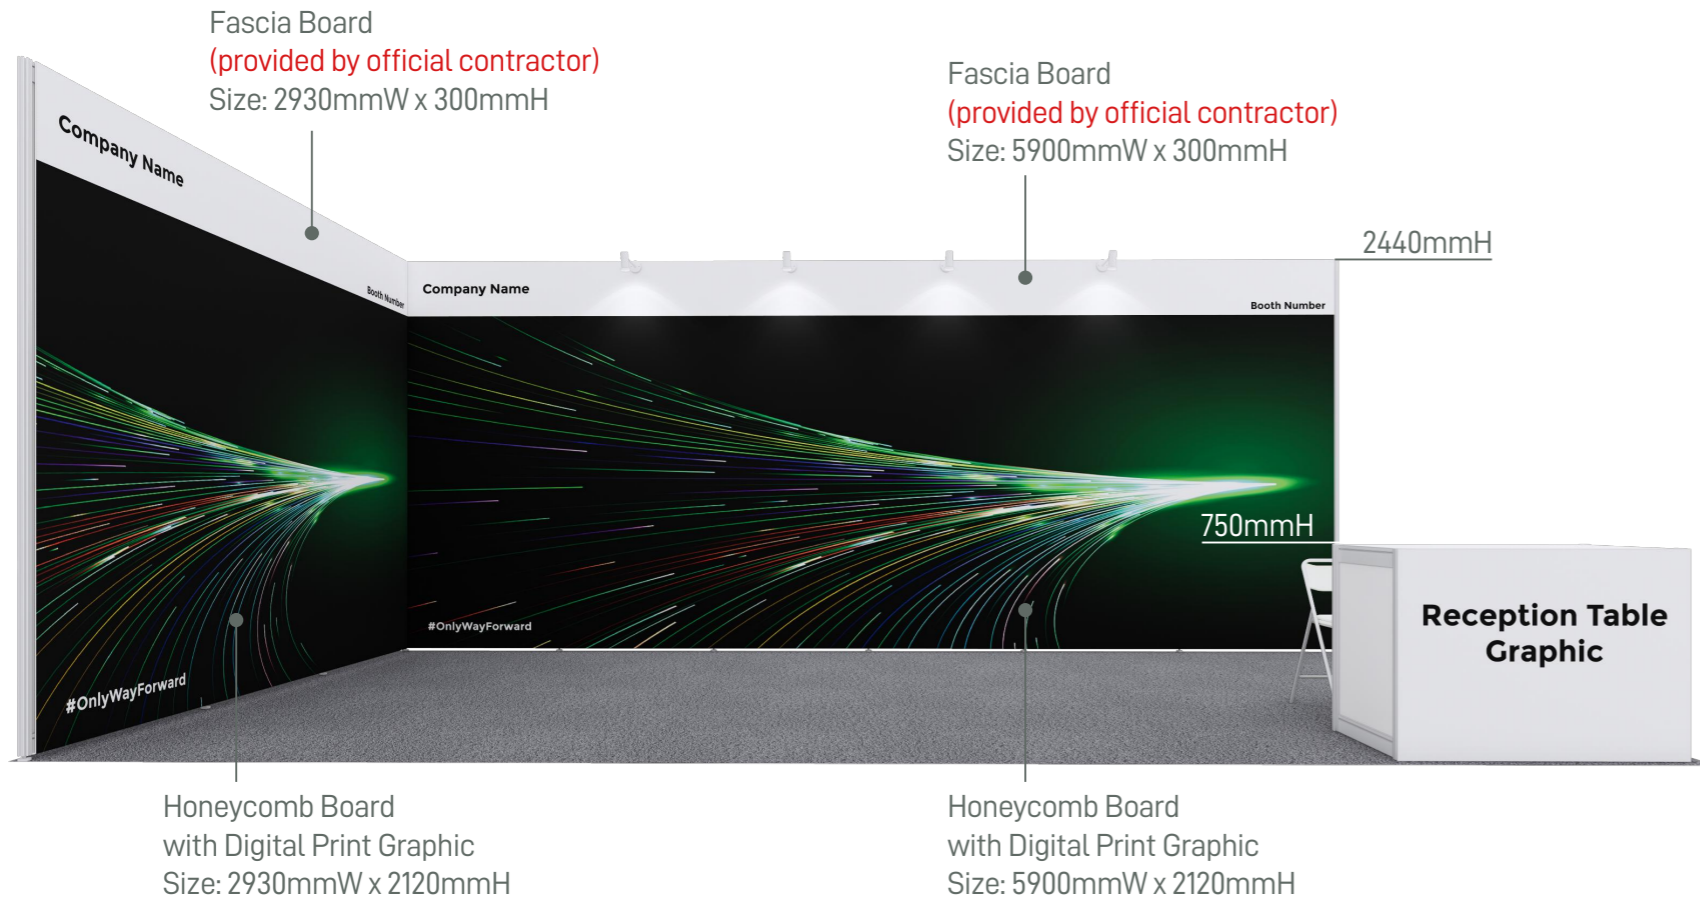 Fascia Board
(provided by official contractor)
Size: 2930mmW x 300mmH
Fascia Board
(provided by official contractor)
Size: 5900mmW x 300mmH
Company Name
Booth Number
Company Name
Booth Number
2440mmH
750mmH
#OnlyWayForward
#OnlyWayForward
Reception Table
Graphic
Honeycomb Board
with Digital Print Graphic
Size: 2930mmW x 2120mmH
Honeycomb Board
with Digital Print Graphic
Size: 5900mmW x 2120mmH